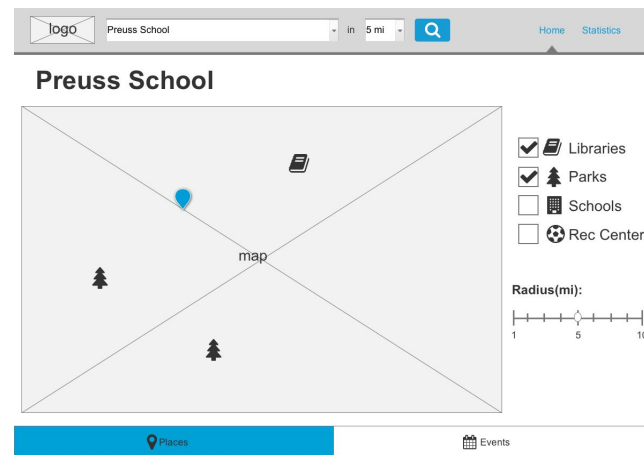 logo Preuss School in 5 mi Home Statistics
Preuss School
Libraries
Parks
Schools
Rec Center
map
Radius(mi):
1 5 10
Places Events